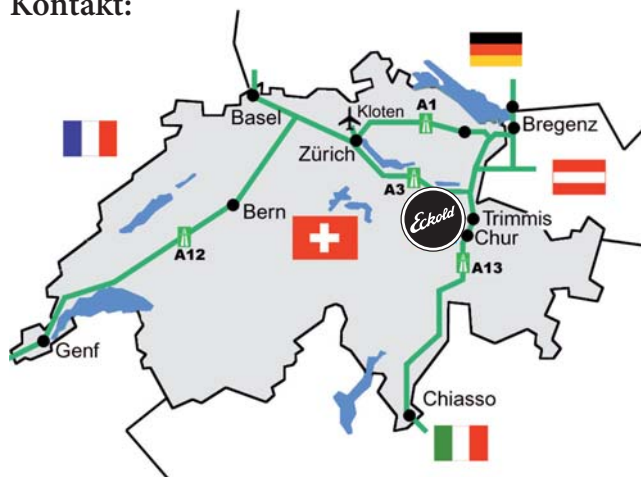 Kontakt:
Basel
Kloten
A1
Bregenz
Zürich
A3
Eckold
Trimmis
Bern
Chur
A12
A13
Genf
Chiasso